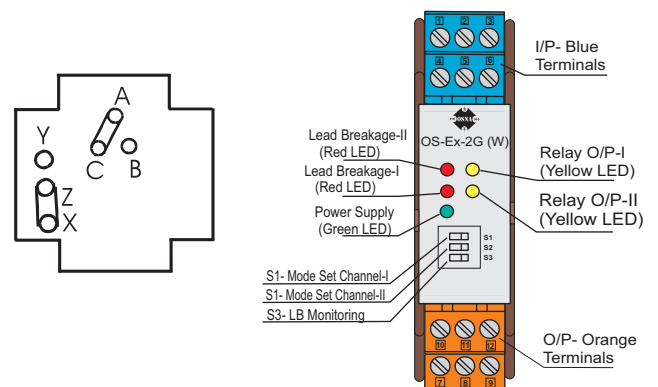 A
Y
C
B
Z
X
1 2 3
4 5 6
I/P- Blue
Terminals
OSNA
OS-Ex-2G (W)
Lead Breakage-II
(Red LED)
Lead Breakage-I
(Red LED)
Power Supply
(Green LED)
Relay O/P-I
(Yellow LED)
Relay O/P-II
(Yellow LED)
S1
S2
S3
S1- Mode Set Channel-I
S1- Mode Set Channel-II
S3- LB Monitoring
10 11 12
7 8 9
O/P- Orange
Terminals